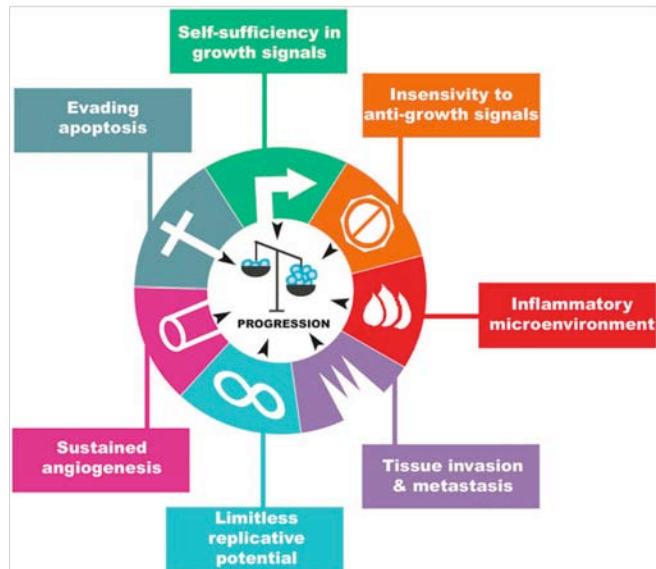 Self-sufficiency in
growth signals
Evading
apoptosis
Insensivity to
anti-growth signals
PROGRESSION
Inflammatory
microenvironment
Sustained
angiogenesis
Tissue invasion
& metastasis
Limitless
replicative
potential